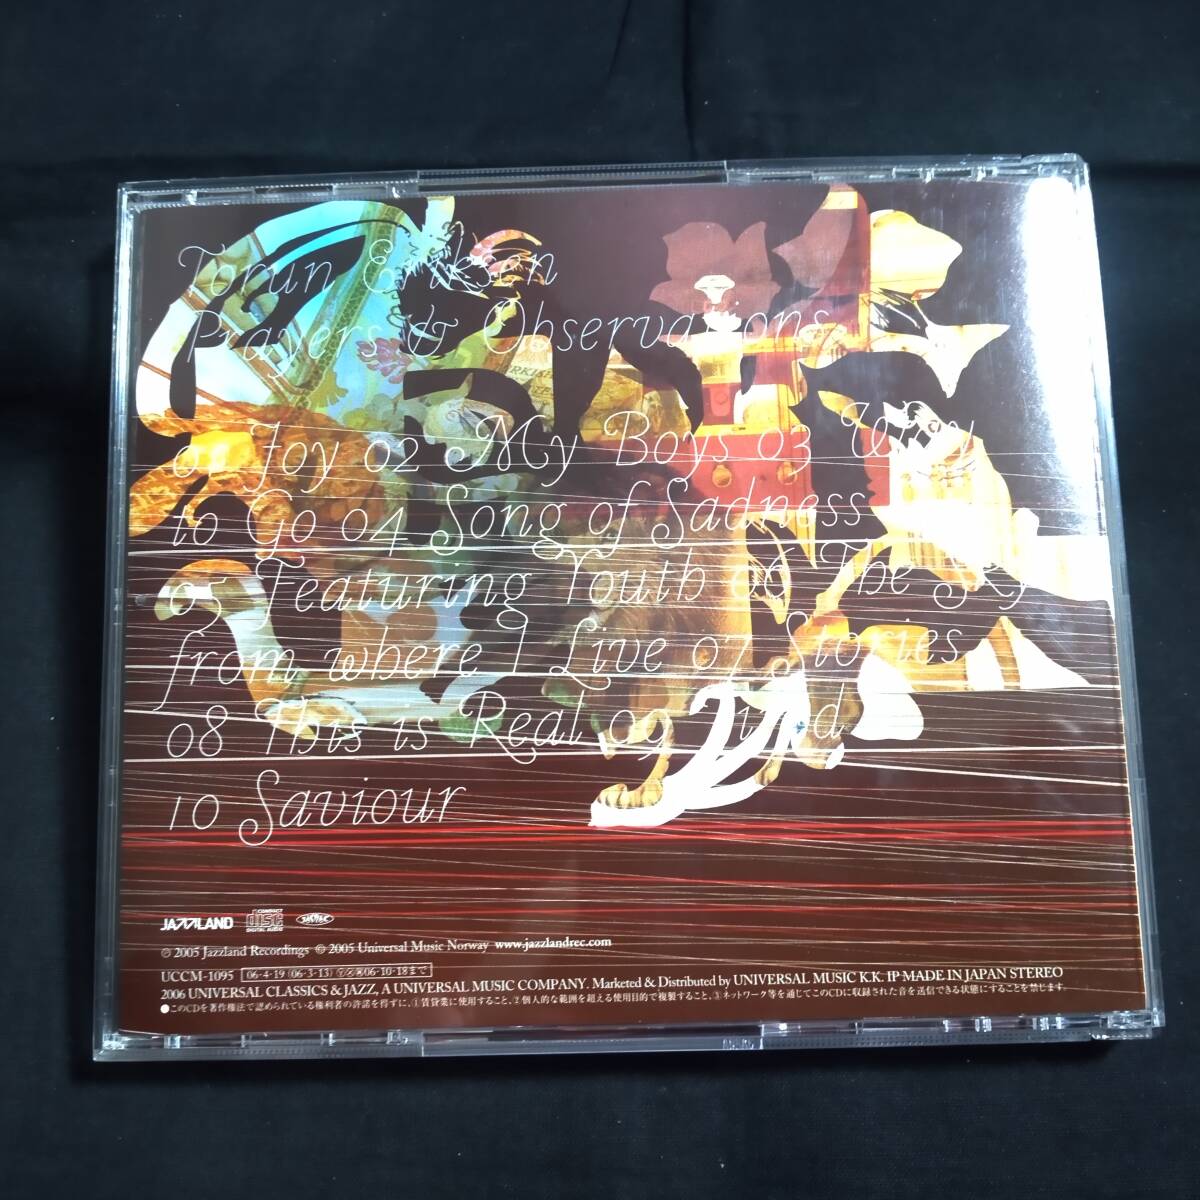 Torun Eriksen
Prayers & Observations
01 Joy 02 My Boys 03 Way
to Go 04 Song of Sadness
05 Featuring Youth 06 The Sky
from where I Live 07 Stories
08 This is Real 09
10 Saviour
JAZZLAND COMPACT disc DIGITAL AUDIO JASRAC
℗ 2005 Jazzland Recordings © 2005 Universal Music Norway www.jazzlandrec.com
UCCM-1095 06·4·19 (06·3·13) 06·10·18まで
2006 UNIVERSAL CLASSICS & JAZZ, A UNIVERSAL MUSIC COMPANY. Marketed & Distributed by UNIVERSAL MUSIC K.K. ℗ MADE IN JAPAN STEREO
●このCDを著作権法で認められている権利者の許諾を得ずに、①賃貸業に使用すること、②個人的な範囲を超える使用目的で複製すること、③ネットワーク等を通じてこのCDに収録された音を送信できる状態にすることを禁じます。